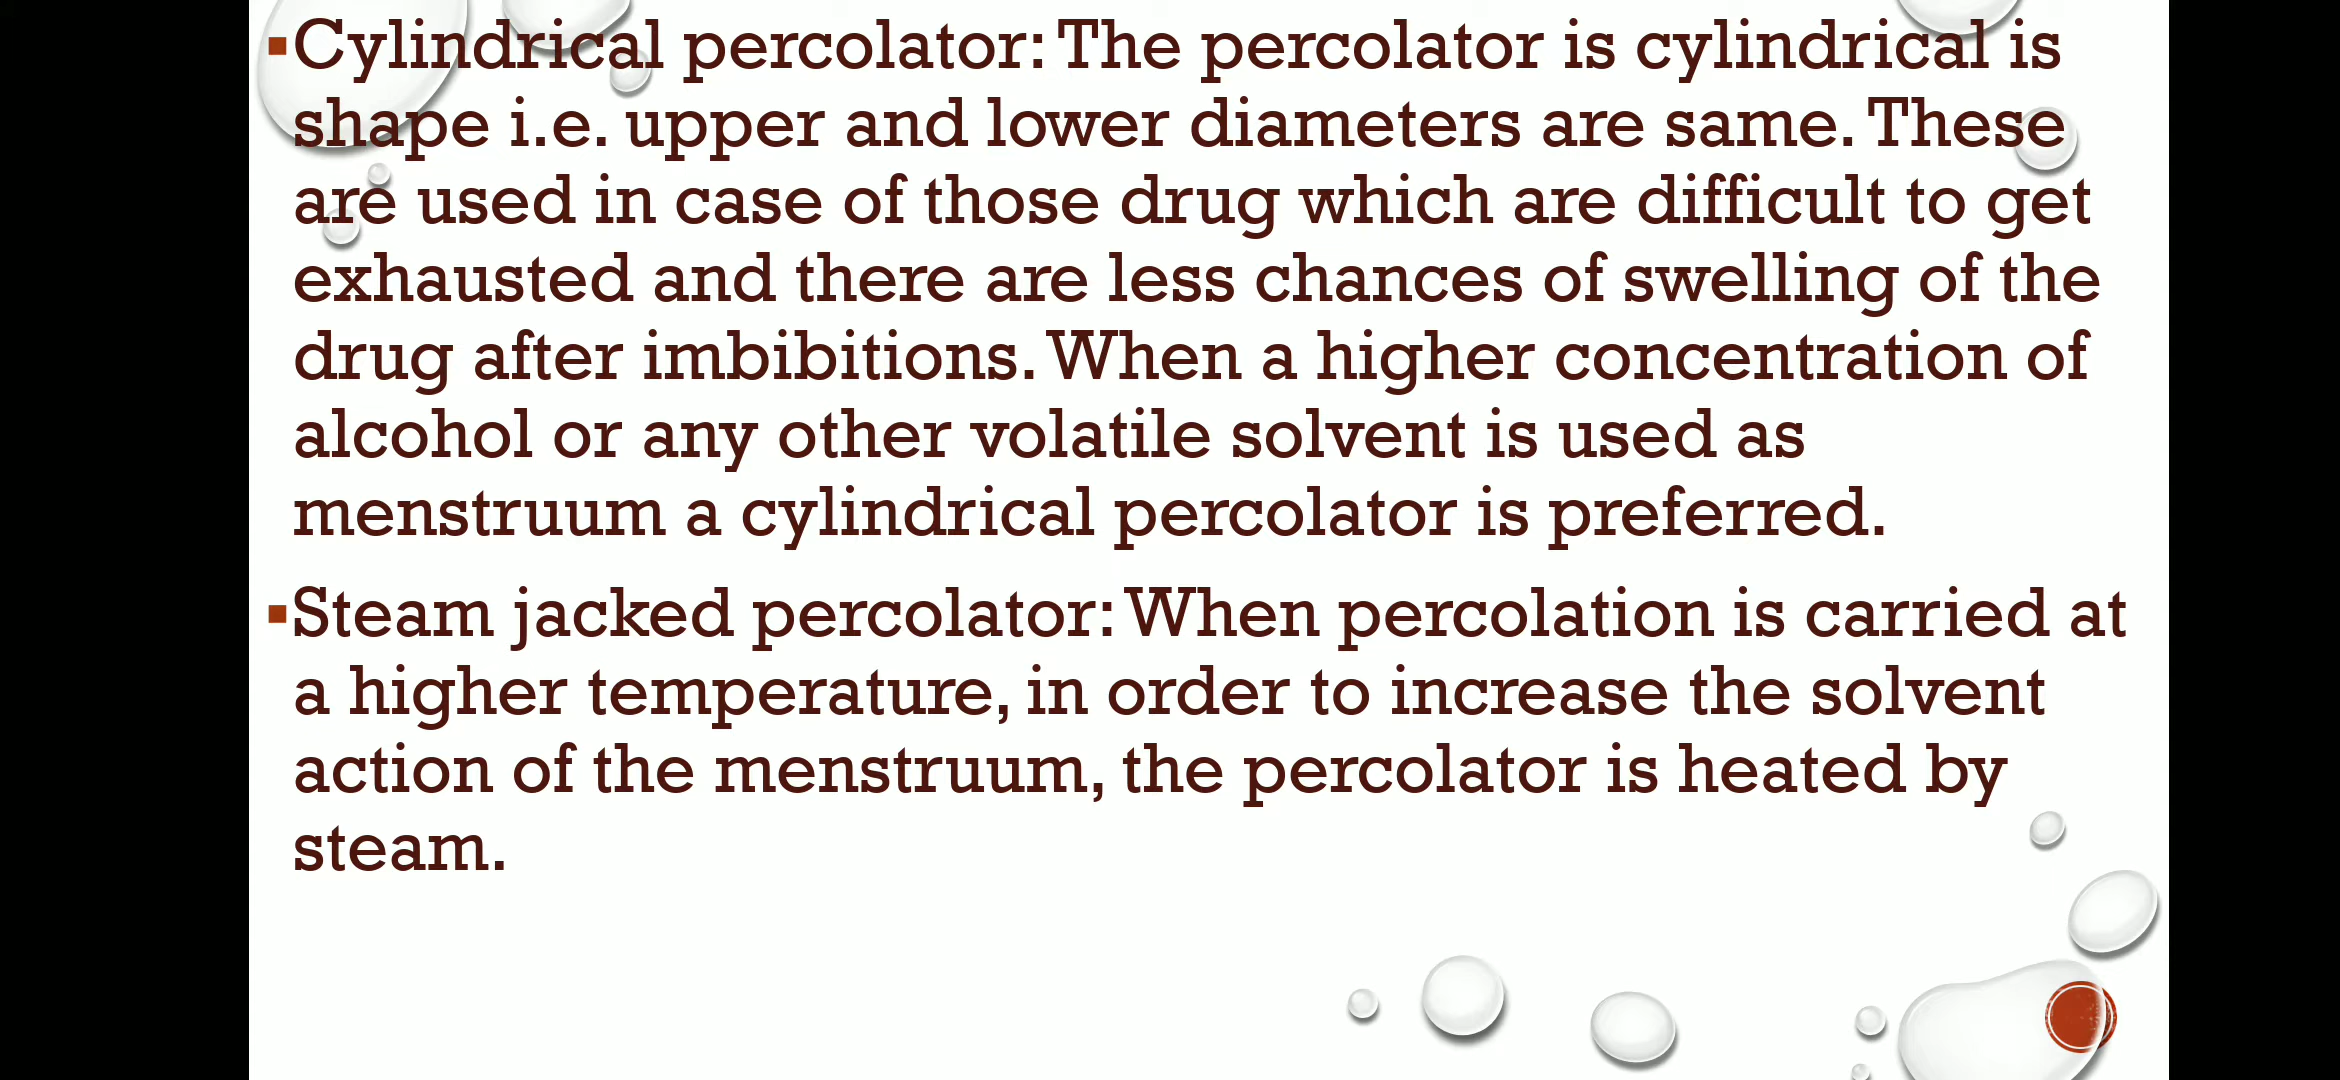 ▪Cylindrical percolator: The percolator is cylindrical is
shape i.e. upper and lower diameters are same. These
are used in case of those drug which are difficult to get
exhausted and there are less chances of swelling of the
drug after imbibitions. When a higher concentration of
alcohol or any other volatile solvent is used as
menstruum a cylindrical percolator is preferred.
▪Steam jacked percolator: When percolation is carried at
a higher temperature, in order to increase the solvent
action of the menstruum, the percolator is heated by
steam.